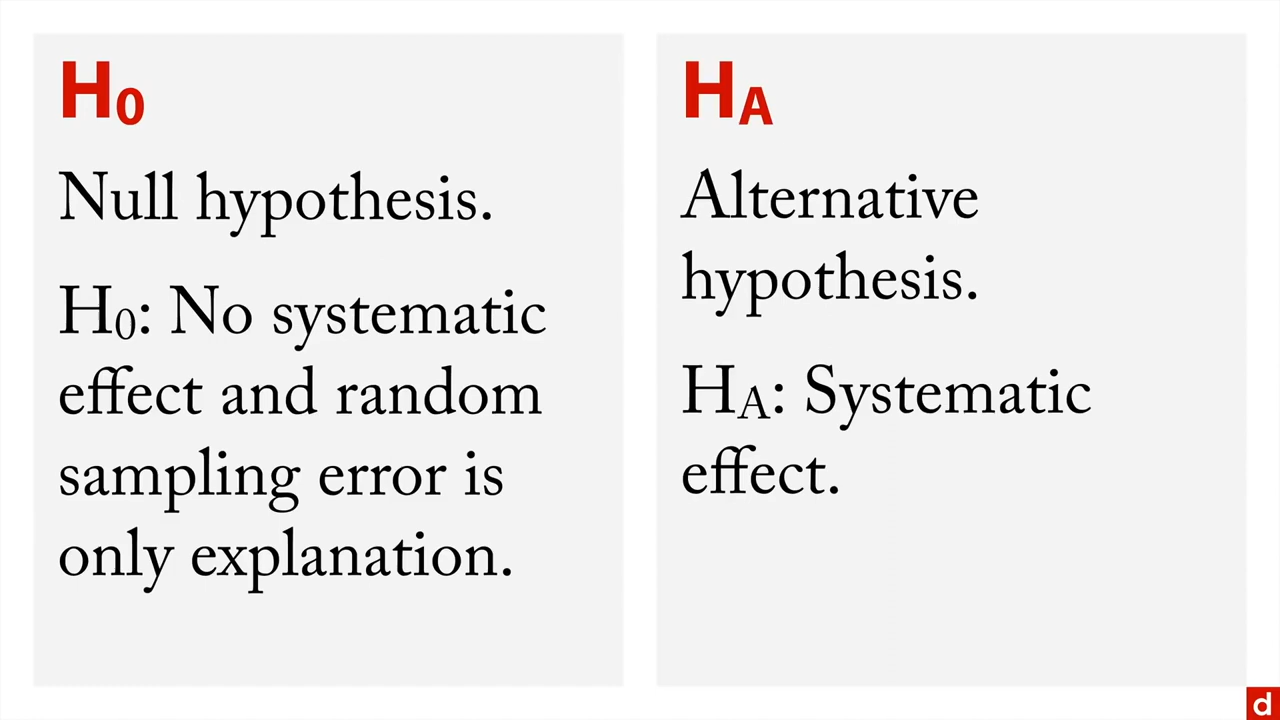 H0
Null hypothesis.
H0: No systematic
effect and random
sampling error is
only explanation.
HA
Alternative
hypothesis.
HA: Systematic
effect.
d